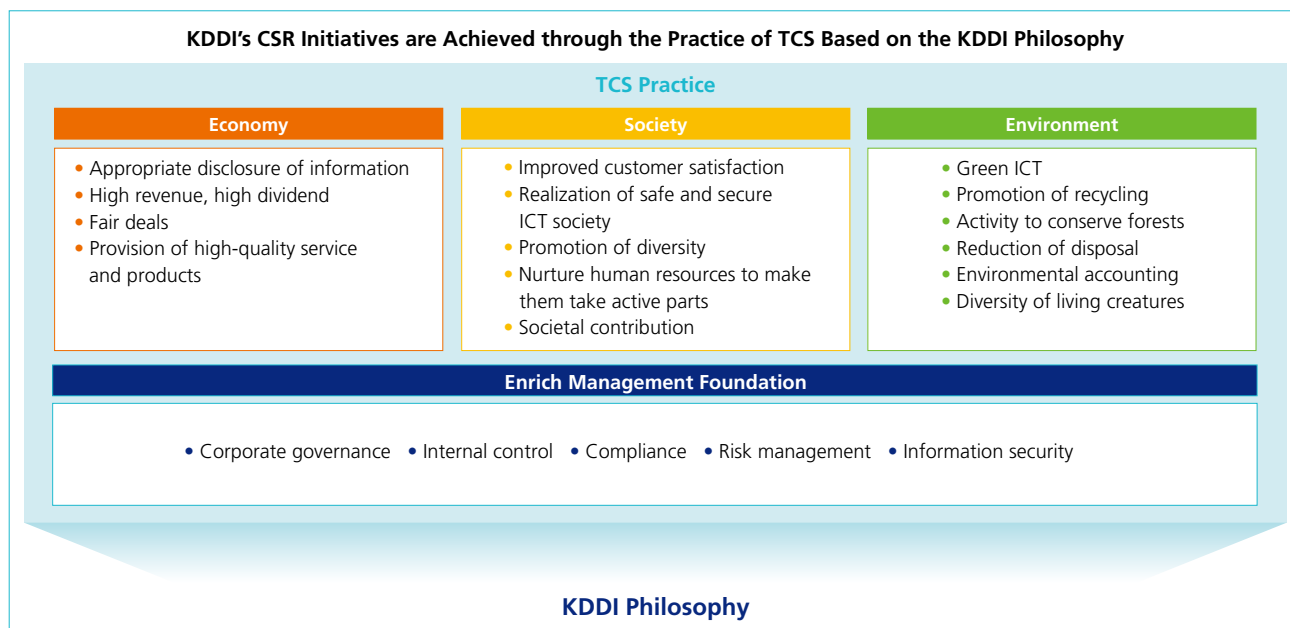 KDDI's CSR Initiatives are Achieved through the Practice of TCS Based on the KDDI Philosophy
TCS Practice
Economy
• Appropriate disclosure of information
• High revenue, high dividend
• Fair deals
• Provision of high-quality service
and products
Society
• Improved customer satisfaction
• Realization of safe and secure
ICT society
• Promotion of diversity
• Nurture human resources to make
them take active parts
• Societal contribution
Environment
• Green ICT
• Promotion of recycling
• Activity to conserve forests
• Reduction of disposal
• Environmental accounting
• Diversity of living creatures
Enrich Management Foundation
• Corporate governance • Internal control • Compliance • Risk management • Information security
KDDI Philosophy